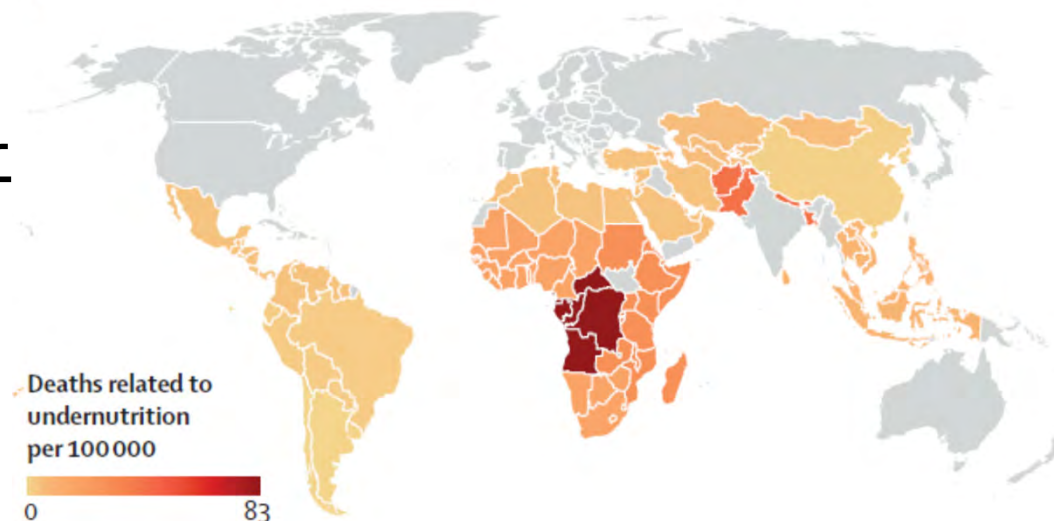 Deaths related to
undernutrition
per 100 000
0 83